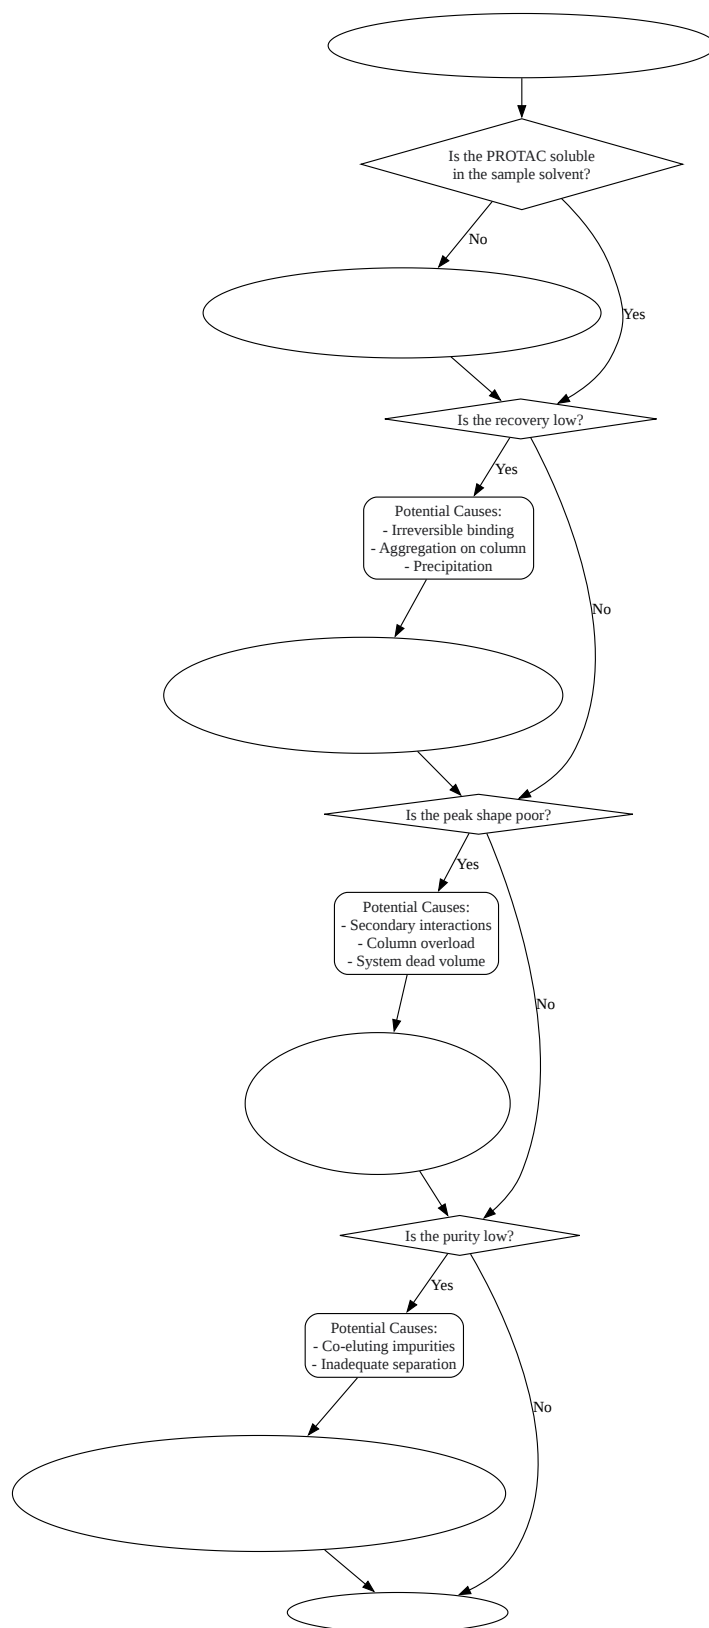 Is the PROTAC soluble
in the sample solvent?
No
Yes
Is the recovery low?
Yes
Potential Causes:
- Irreversible binding
- Aggregation on column
- Precipitation
No
Is the peak shape poor?
Yes
Potential Causes:
- Secondary interactions
- Column overload
- System dead volume
No
Is the purity low?
Yes
Potential Causes:
- Co-eluting impurities
- Inadequate separation
No